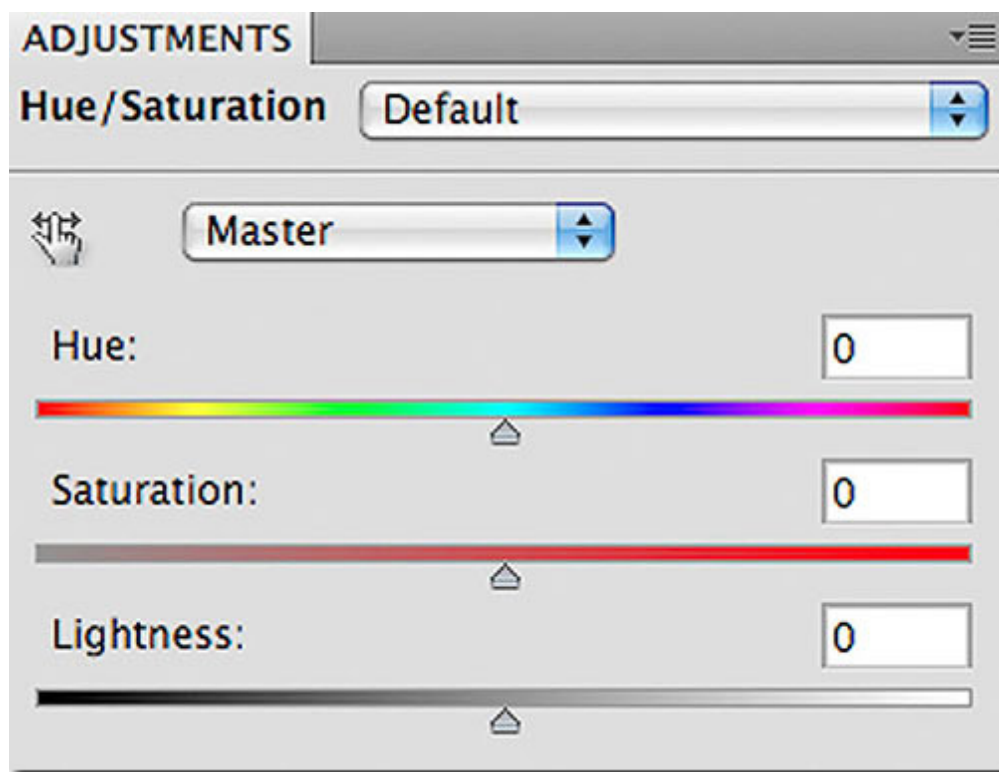 ADJUSTMENTS
Hue/Saturation Default
Master
Hue: 0
Saturation: 0
Lightness: 0